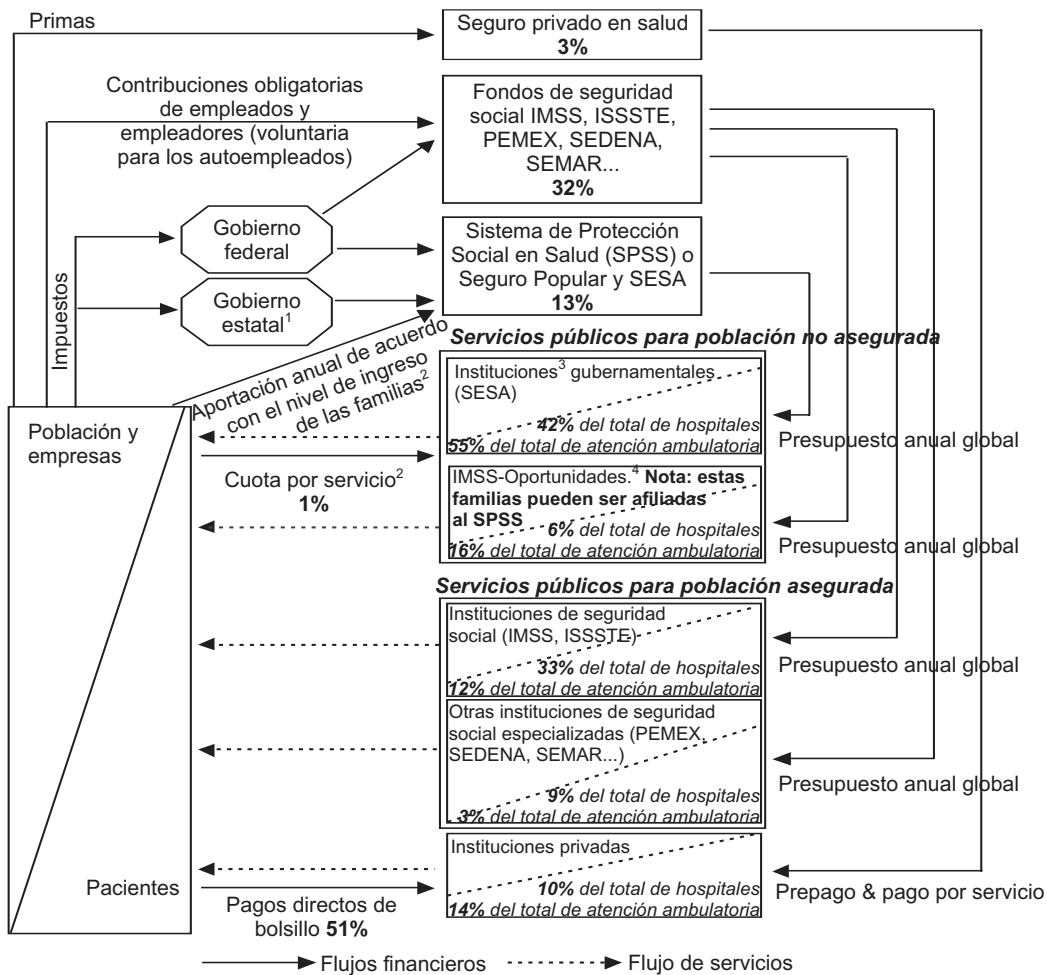 Primas
Seguro privado en salud
3%
Contribuciones obligatorias
de empleados y
empleadores (voluntaria
para los autoempleados)
Fondos de seguridad
social IMSS, ISSSTE,
PEMEX, SEDENA,
SEMAR...
32%
Gobierno
federal
Sistema de Protección
Social en Salud (SPSS) o
Seguro Popular y SESA
13%
Gobierno
estatal¹
Impuestos
Aportación anual de acuerdo
con el nivel de ingreso
de las familias²
Servicios públicos para población no asegurada
Instituciones³ gubernamentales
(SESA)
42% del total de hospitales
55% del total de atención ambulatoria
Presupuesto anual global
Población y
empresas
Cuota por servicio²
1%
IMSS-Oportunidades.⁴ Nota: estas
familias pueden ser afiliadas
al SPSS
6% del total de hospitales
16% del total de atención ambulatoria
Presupuesto anual global
Servicios públicos para población asegurada
Instituciones de seguridad
social (IMSS, ISSSTE)
33% del total de hospitales
12% del total de atención ambulatoria
Presupuesto anual global
Otras instituciones de seguridad
social especializadas (PEMEX,
SEDENA, SEMAR...)
9% del total de hospitales
3% del total de atención ambulatoria
Presupuesto anual global
Instituciones privadas
10% del total de hospitales
14% del total de atención ambulatoria
Prepago & pago por servicio
Pacientes
Pagos directos de
bolsillo 51%
Flujos financieros
Flujo de servicios